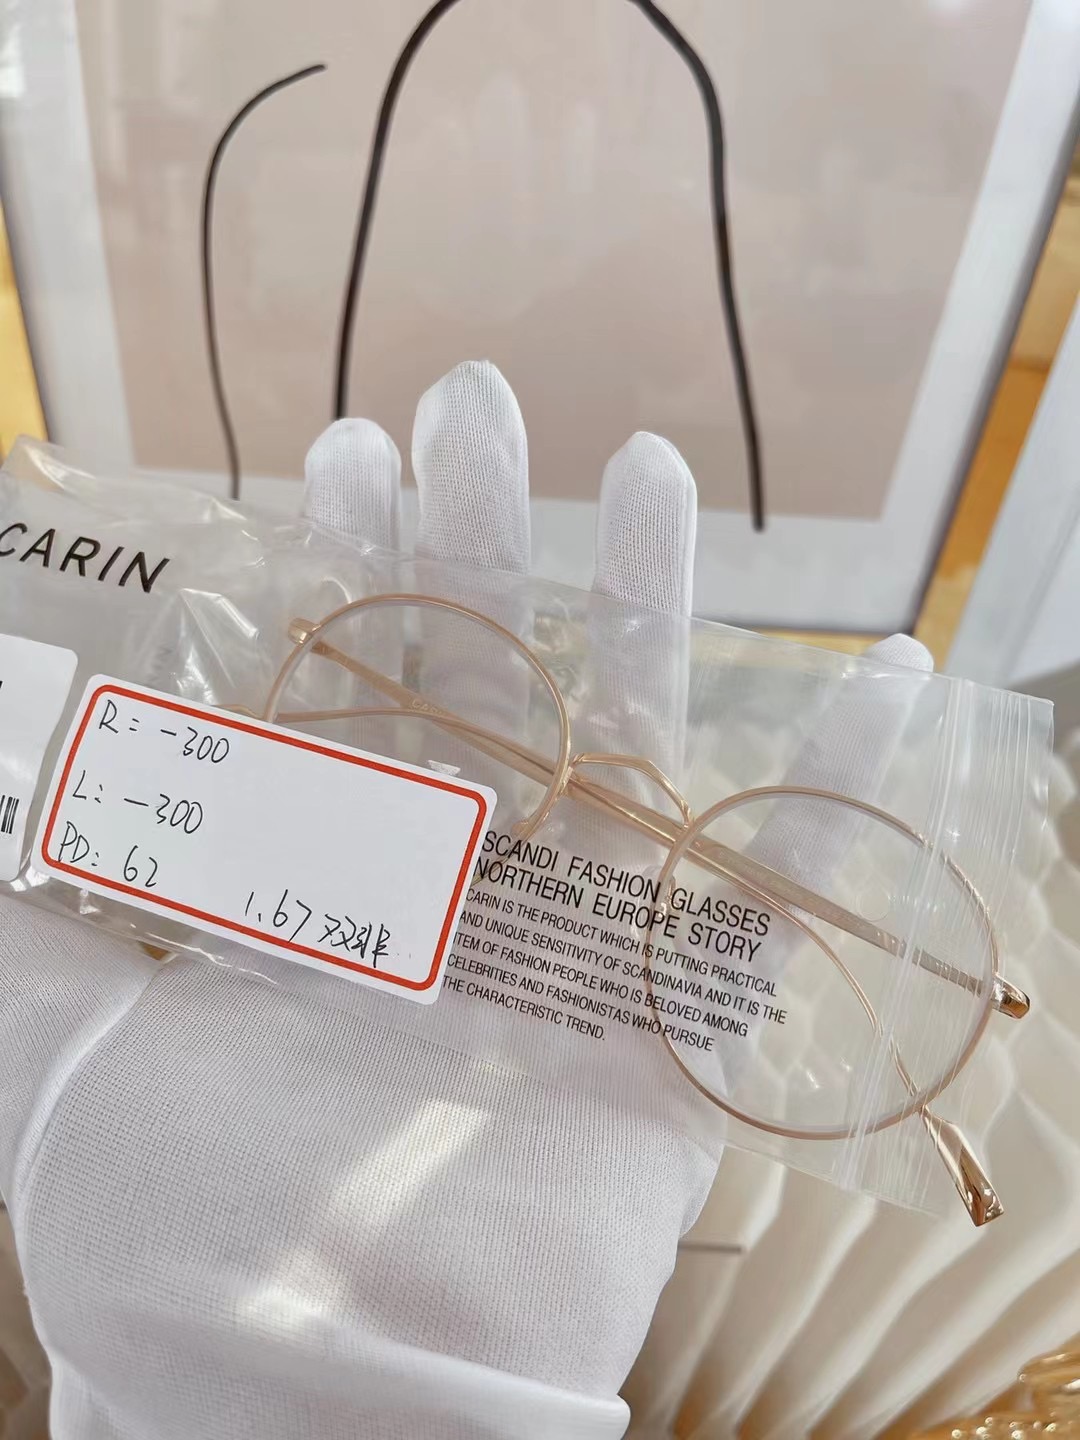 CARIN
R: -300
L: -300
PD: 62
1.67 双非
SCANDI FASHION GLASSES
NORTHERN EUROPE STORY
CARIN IS THE PRODUCT WHICH IS PUTTING PRACTICAL
AND UNIQUE SENSITIVITY OF SCANDINAVIA AND IT IS THE
ITEM OF FASHION PEOPLE WHO IS BELOVED AMONG
CELEBRITIES AND FASHIONISTAS WHO PURSUE
THE CHARACTERISTIC TREND.